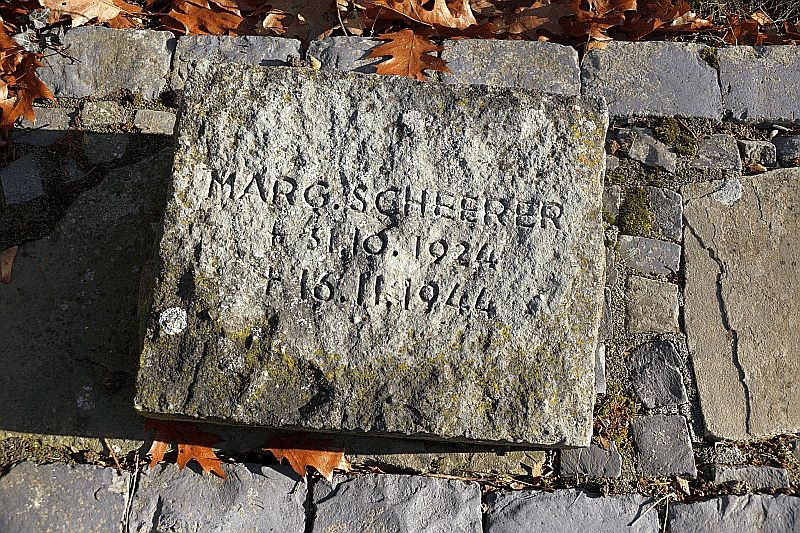 MARG. SCHEERER
* 31.10.1924
† 16.11.1944